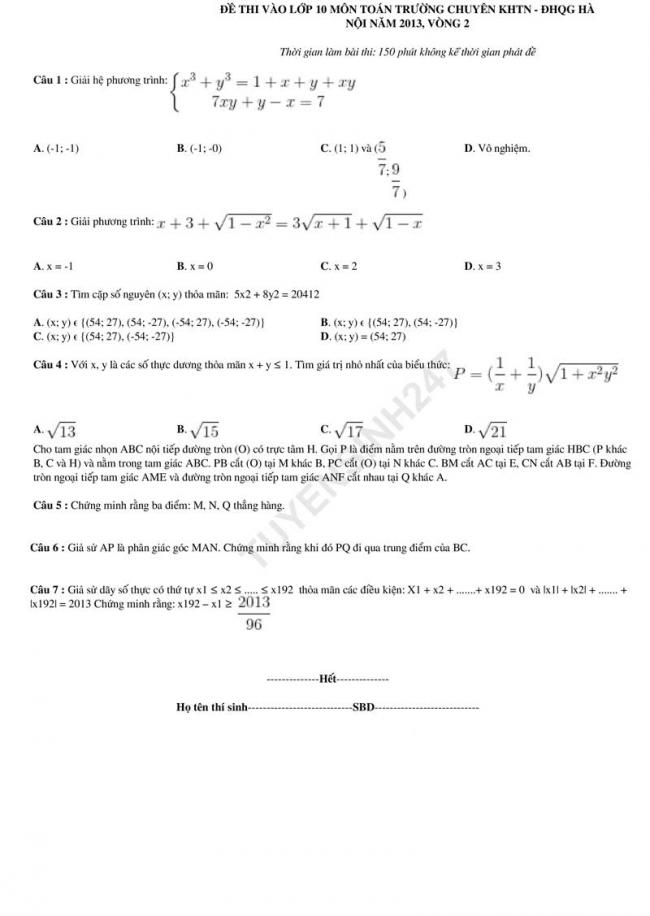 ĐỀ THI VÀO LỚP 10 MÔN TOÁN TRƯỜNG CHUYÊN KHTN - ĐHQG HÀ
NỘI NĂM 2013, VÒNG 2
Thời gian làm bài thi: 150 phút không kể thời gian phát đề
Câu 1 : Giải hệ phương trình: { x³ + y³ = 1 + x + y + xy
7xy + y − x = 7
A. (-1; -1) B. (-1; -0) C. (1; 1) và (5/7; 9/7) D. Vô nghiệm.
Câu 2 : Giải phương trình: x + 3 + √(1 − x²) = 3√(x + 1) + √(1 − x)
A. x = -1 B. x = 0 C. x = 2 D. x = 3
Câu 3 : Tìm cặp số nguyên (x; y) thỏa mãn: 5x2 + 8y2 = 20412
A. (x; y) ϵ {(54; 27), (54; -27), (-54; 27), (-54; -27)} B. (x; y) ϵ {(54; 27), (54; -27)}
C. (x; y) ϵ {(54; 27), (-54; -27)} D. (x; y) = (54; 27)
Câu 4 : Với x, y là các số thực dương thỏa mãn x + y ≤ 1. Tìm giá trị nhỏ nhất của biểu thức: P = (1/x + 1/y)√(1 + x²y²)
A. √13 B. √15 C. √17 D. √21
Cho tam giác nhọn ABC nội tiếp đường tròn (O) có trực tâm H. Gọi P là điểm nằm trên đường tròn ngoại tiếp tam giác HBC (P khác
B, C và H) và nằm trong tam giác ABC. PB cắt (O) tại M khác B, PC cắt (O) tại N khác C. BM cắt AC tại E, CN cắt AB tại F. Đường
tròn ngoại tiếp tam giác AME và đường tròn ngoại tiếp tam giác ANF cắt nhau tại Q khác A.
Câu 5 : Chứng minh rằng ba điểm: M, N, Q thẳng hàng.
Câu 6 : Giả sử AP là phân giác góc MAN. Chứng minh rằng khi đó PQ đi qua trung điểm của BC.
Câu 7 : Giả sử dãy số thực có thứ tự x1 ≤ x2 ≤ ..... ≤ x192 thỏa mãn các điều kiện: X1 + x2 + .......+ x192 = 0 và |x1| + |x2| + ....... +
|x192| = 2013 Chứng minh rằng: x192 – x1 ≥ 2013/96
--------------Hết--------------
Họ tên thí sinh----------------------------SBD----------------------------
TUYENSINH247